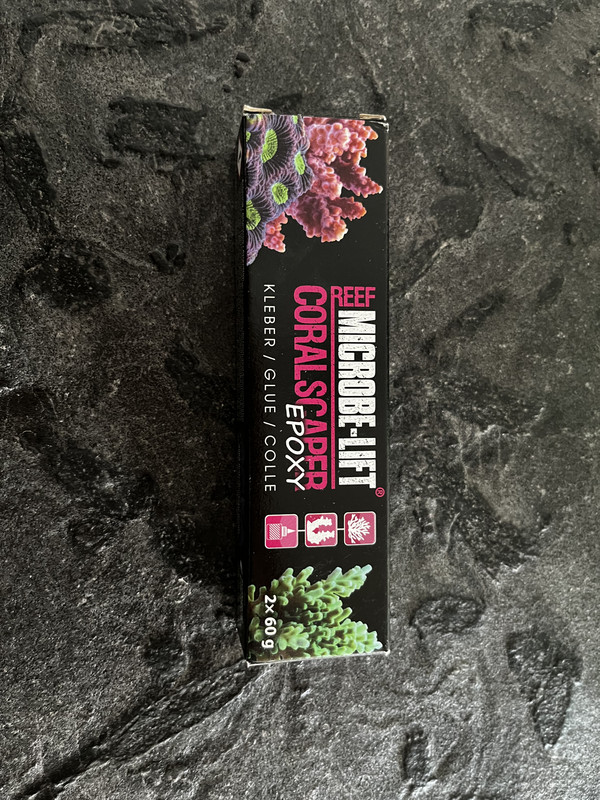 REEF
MICROBE-LIFT®
CORALSCAPER
EPOXY
KLEBER / GLUE / COLLE
2x 60 g